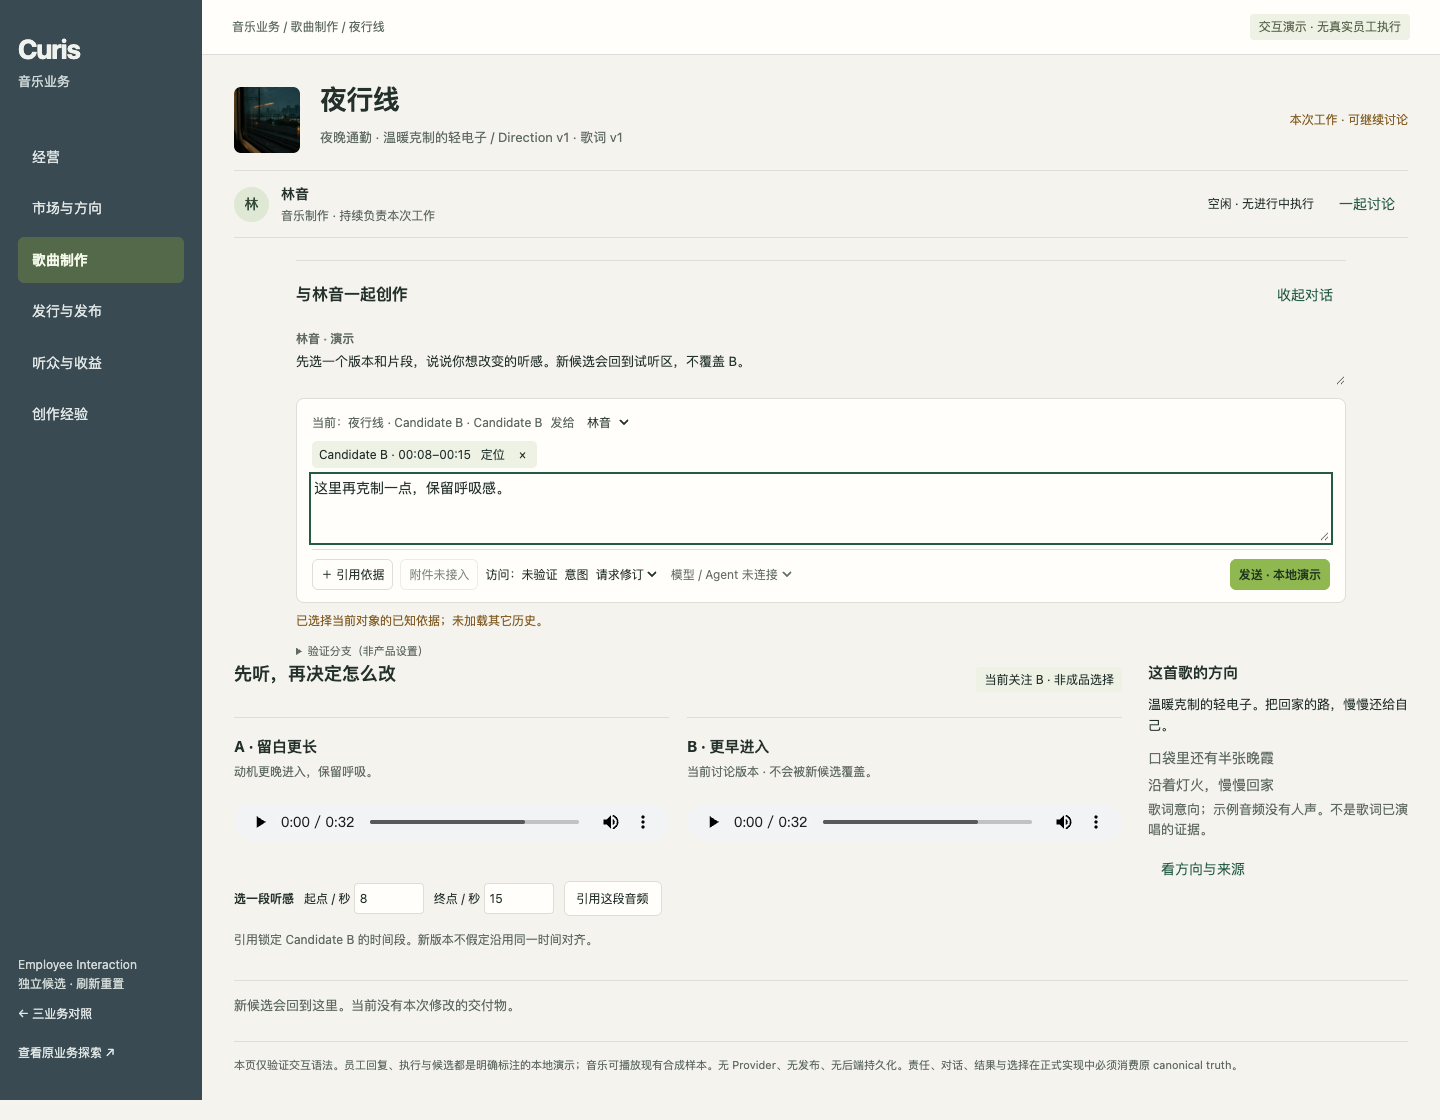 Curis
音乐业务
经营
市场与方向
歌曲制作
发行与发布
听众与收益
创作经验
Employee Interaction
独立候选 · 刷新重置
← 三业务对照
查看原业务探索 ↗
音乐业务 / 歌曲制作 / 夜行线
交互演示 · 无真实员工执行
夜行线
夜晚通勤 · 温暖克制的轻电子 / Direction v1 · 歌词 v1
本次工作 · 可继续讨论
林
林音
音乐制作 · 持续负责本次工作
空闲 · 无进行中执行
一起讨论
与林音一起创作
收起对话
林音 · 演示
先选一个版本和片段，说说你想改变的听感。新候选会回到试听区，不覆盖 B。
当前：夜行线 · Candidate B · Candidate B 发给 林音
Candidate B · 00:08–00:15 定位 ×
这里再克制一点，保留呼吸感。
＋ 引用依据 附件未接入 访问：未验证 意图 请求修订 模型 / Agent 未连接
发送 · 本地演示
已选择当前对象的已知依据；未加载其它历史。
▶ 验证分支（非产品设置）
先听，再决定怎么改
当前关注 B · 非成品选择
A · 留白更长
动机更晚进入，保留呼吸。
0:00 / 0:32
B · 更早进入
当前讨论版本 · 不会被新候选覆盖。
0:00 / 0:32
选一段听感 起点 / 秒 8 终点 / 秒 15 引用这段音频
引用锁定 Candidate B 的时间段。新版本不假定沿用同一时间对齐。
这首歌的方向
温暖克制的轻电子。把回家的路，慢慢还给自
己。
口袋里还有半张晚霞
沿着灯火，慢慢回家
歌词意向；示例音频没有人声。不是歌词已演
唱的证据。
看方向与来源
新候选会回到这里。当前没有本次修改的交付物。
本页仅验证交互语法。员工回复、执行与候选都是明确标注的本地演示；音乐可播放现有合成样本。无 Provider、无发布、无后端持久化。责任、对话、结果与选择在正式实现中必须消费原 canonical truth。